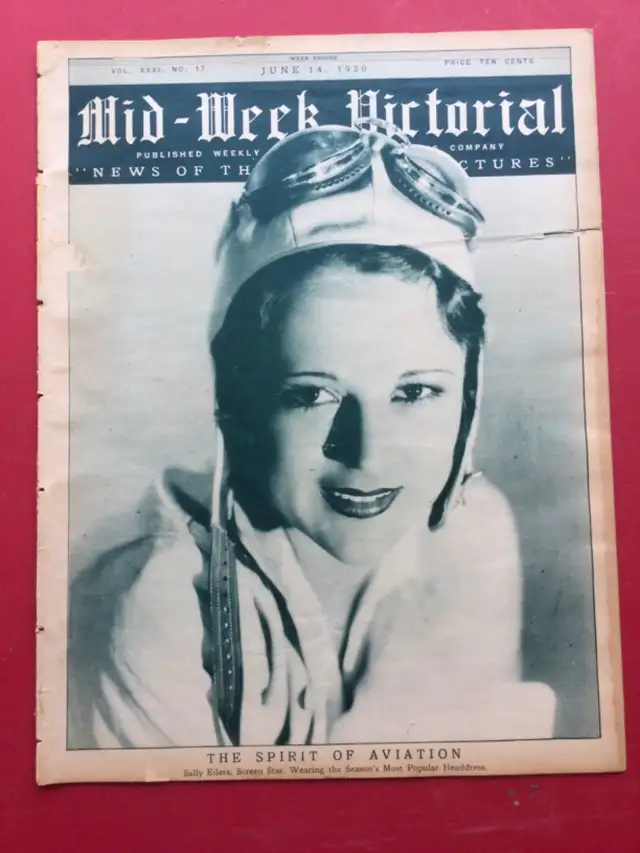 WEEK ENDING
VOL. XXXI. NO. 17 JUNE 14, 1930 PRICE TEN CENTS
Mid-Week Pictorial
PUBLISHED WEEKLY COMPANY
"NEWS OF TH CTURES"
THE SPIRIT OF AVIATION
Sally Eilers, Screen Star, Wearing the Season's Most Popular Headdress.